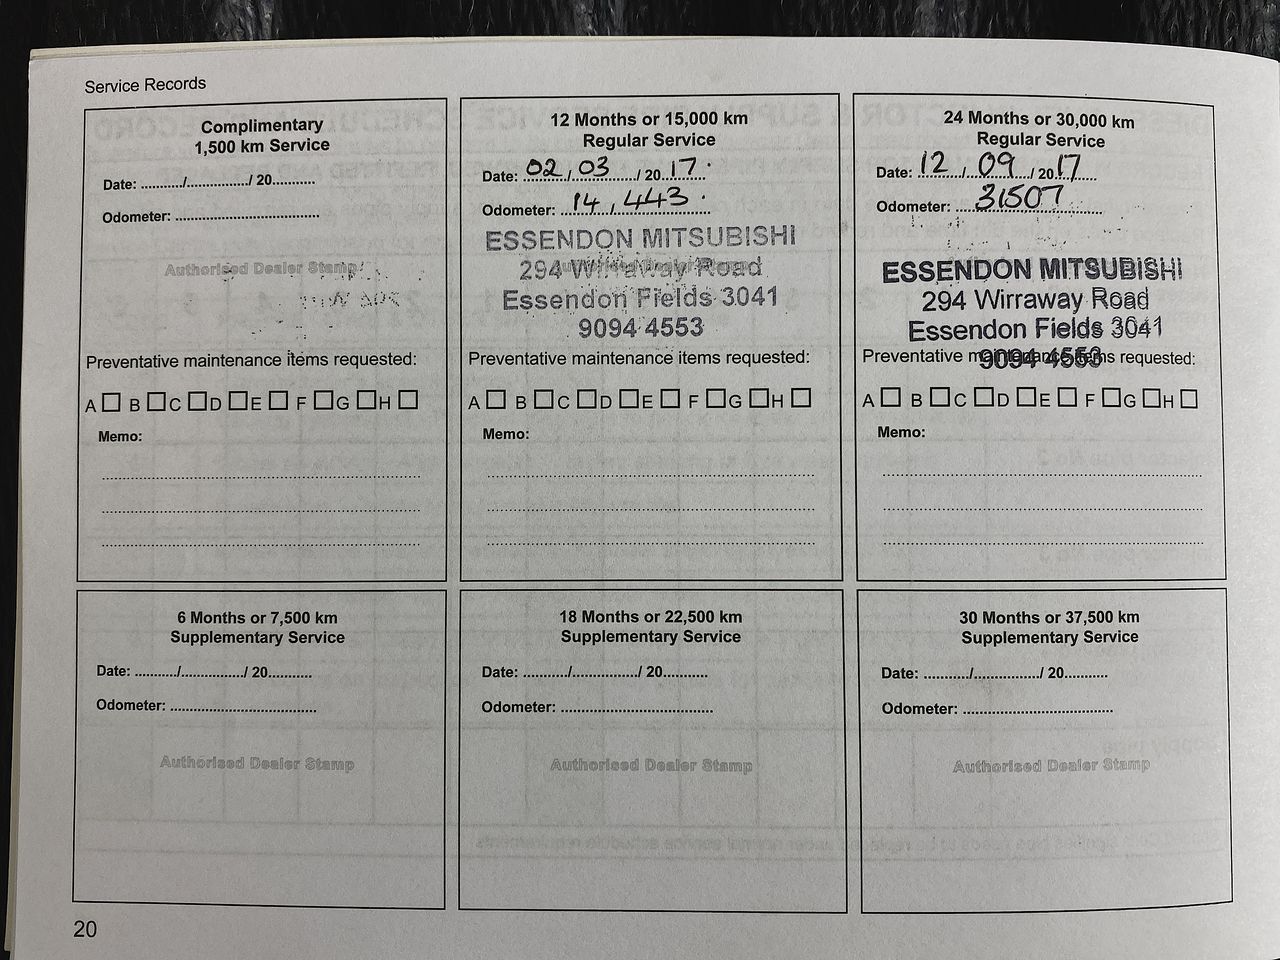 Service Records
Complimentary
1,500 km Service
Date: ........./.............../ 20...........
Odometer: ....................................
Authorised Dealer Stamp
Preventative maintenance items requested:
A □ B □ C □ D □ E □ F □ G □ H □
Memo:
12 Months or 15,000 km
Regular Service
Date: 02 / 03 / 20 17
Odometer: 14,443
ESSENDON MITSUBISHI
294 Wirraway Road
Essendon Fields 3041
9094 4553
Preventative maintenance items requested:
A □ B □ C □ D □ E □ F □ G □ H □
Memo:
24 Months or 30,000 km
Regular Service
Date: 12 / 09 / 20 17
Odometer: 31507
ESSENDON MITSUBISHI
294 Wirraway Road
Essendon Fields 3041
9094 4553
Preventative maintenance items requested:
A □ B □ C □ D □ E □ F □ G □ H □
Memo:
6 Months or 7,500 km
Supplementary Service
Date: ........./.............../ 20...........
Odometer: ....................................
Authorised Dealer Stamp
18 Months or 22,500 km
Supplementary Service
Date: ........./.............../ 20...........
Odometer: ....................................
Authorised Dealer Stamp
30 Months or 37,500 km
Supplementary Service
Date: ........./.............../ 20...........
Odometer: ....................................
Authorised Dealer Stamp
20